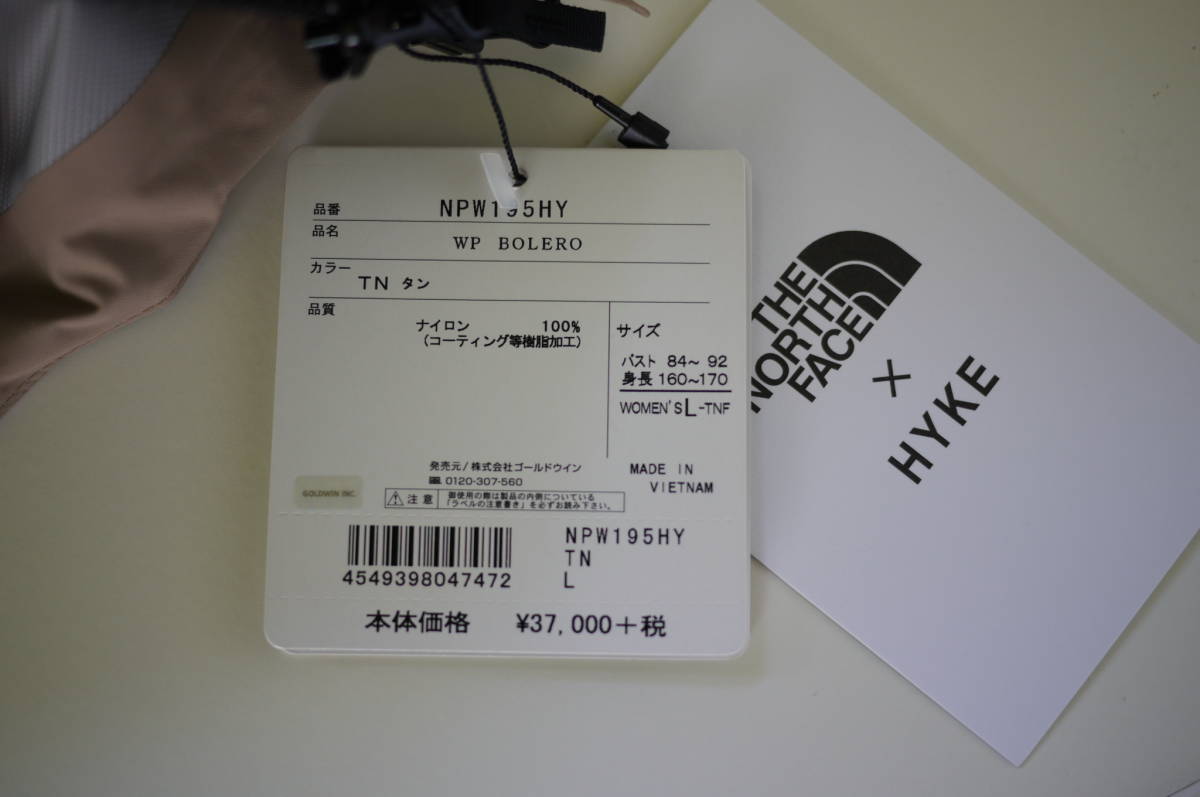 品番 NPW195HY
品名 WP BOLERO
カラー TN タン
品質
ナイロン 100%
(コーティング等樹脂加工)
サイズ
バスト 84~ 92
身長 160~170
WOMEN'S L-TNF
発売元/株式会社ゴールドウイン
0120-307-560
MADE IN
VIETNAM
GOLDWIN INC.
注意
御使用の際は製品の内側についている
「ラベルの注意書き」を必ずお読み下さい。
4549398047472
NPW195HY
TN
L
本体価格 ¥37,000+税
THE
NORTH
FACE
×
HYKE